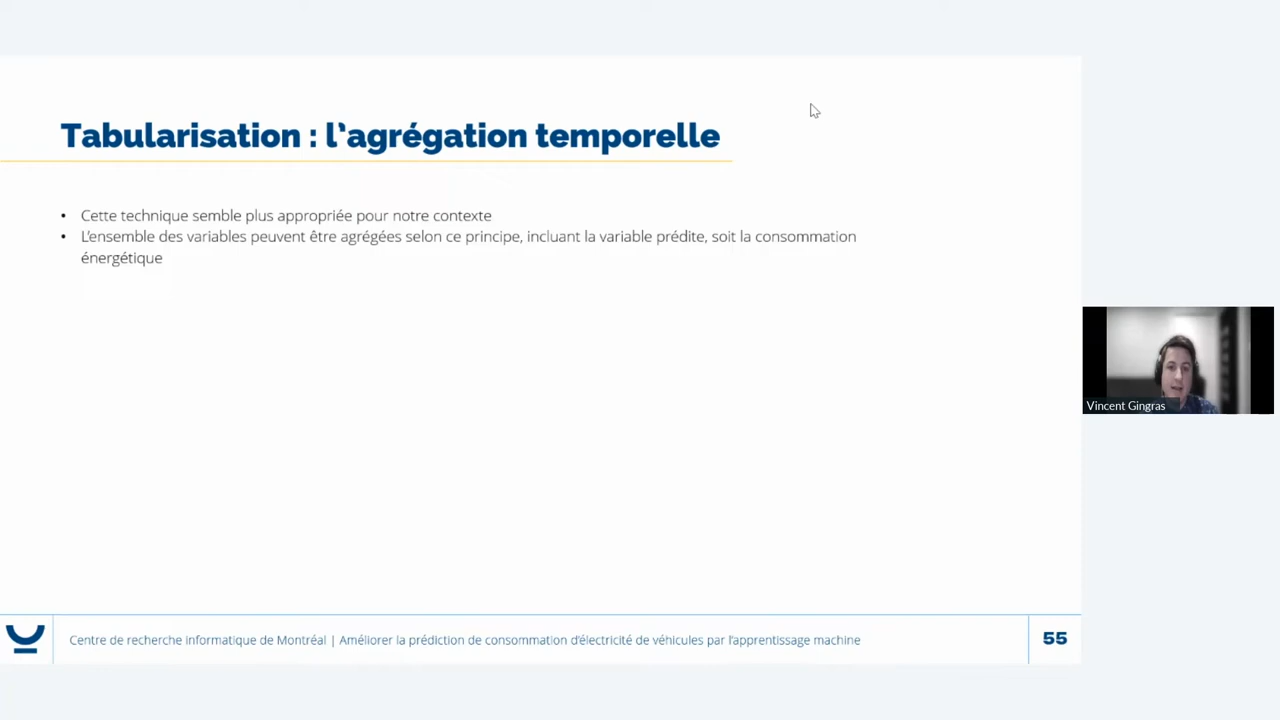 Tabularisation : l'agrégation temporelle
• Cette technique semble plus appropriée pour notre contexte
• L'ensemble des variables peuvent être agrégées selon ce principe, incluant la variable prédite, soit la consommation
énergétique
Vincent Gingras
Centre de recherche informatique de Montréal | Améliorer la prédiction de consommation d'électricité de véhicules par l'apprentissage machine
55